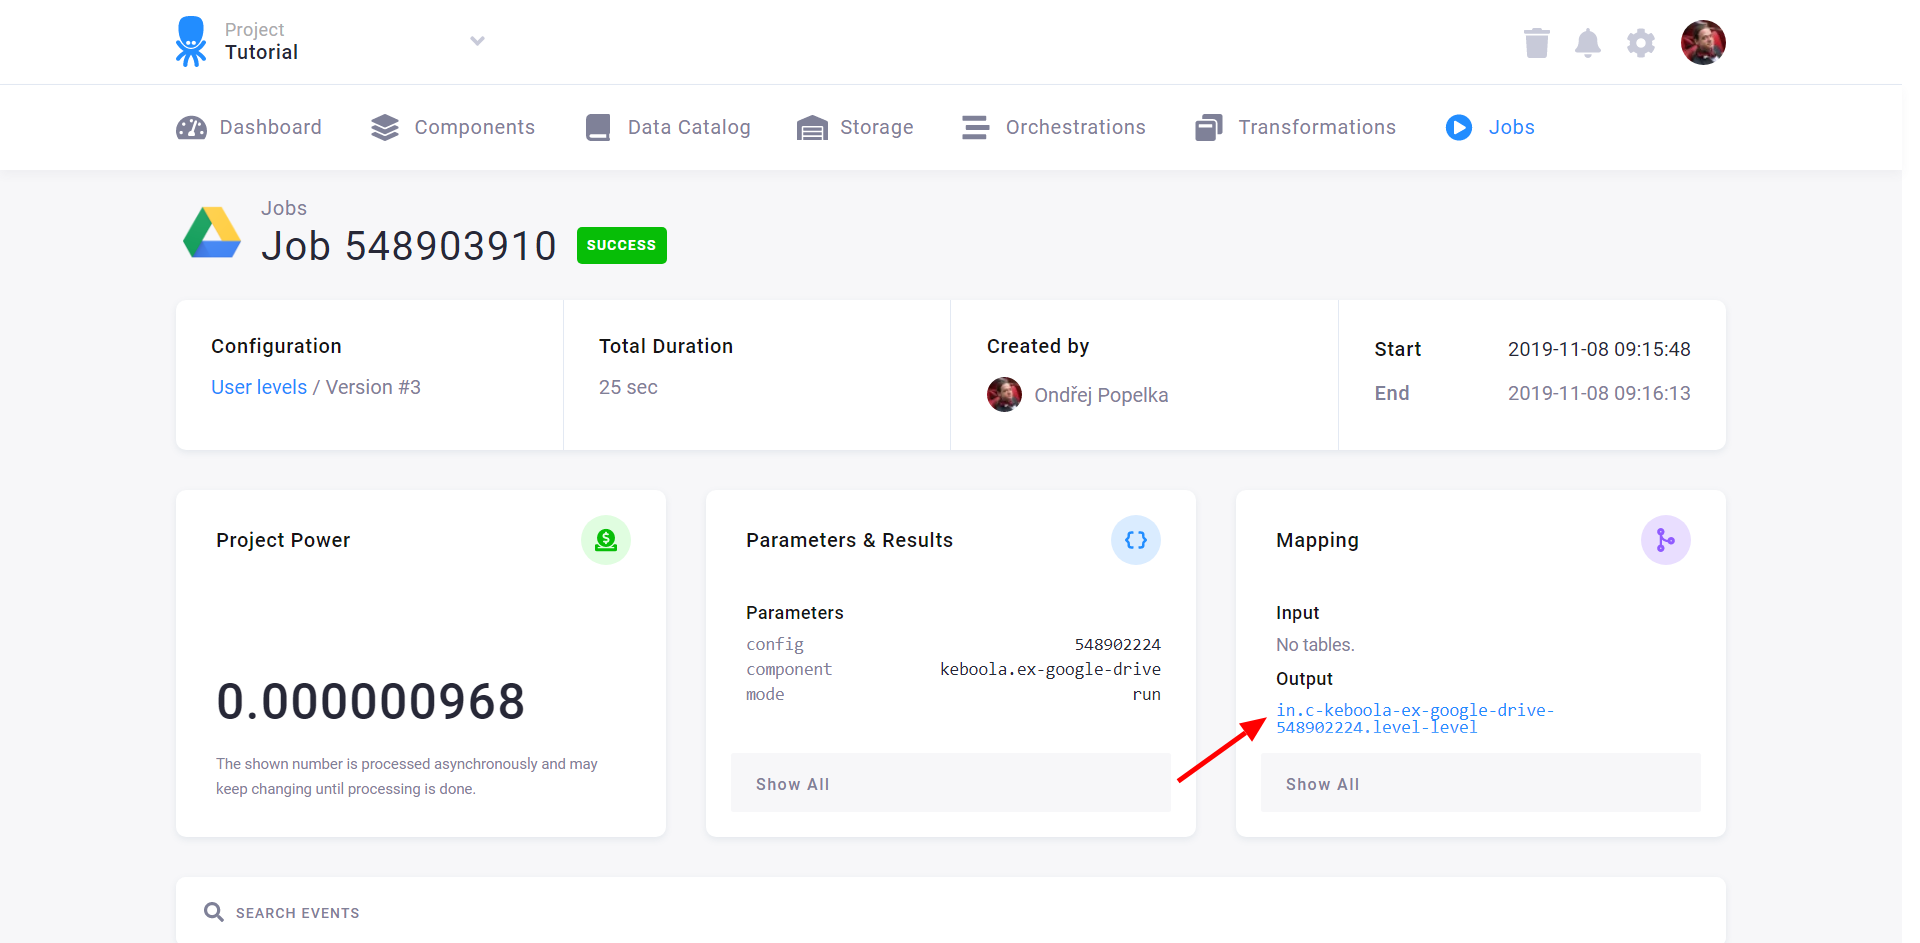 Project
Tutorial
Dashboard
Components
Data Catalog
Storage
Orchestrations
Transformations
Jobs
Jobs
Job 548903910
SUCCESS
Configuration
User levels / Version #3
Total Duration
25 sec
Created by
Ondřej Popelka
Start 2019-11-08 09:15:48
End 2019-11-08 09:16:13
Project Power
0.000000968
The shown number is processed asynchronously and may
keep changing until processing is done.
Parameters & Results
Parameters
config 548902224
component keboola.ex-google-drive
mode run
Show All
Mapping
Input
No tables.
Output
in.c-keboola-ex-google-drive-
548902224.level-level
Show All
SEARCH EVENTS